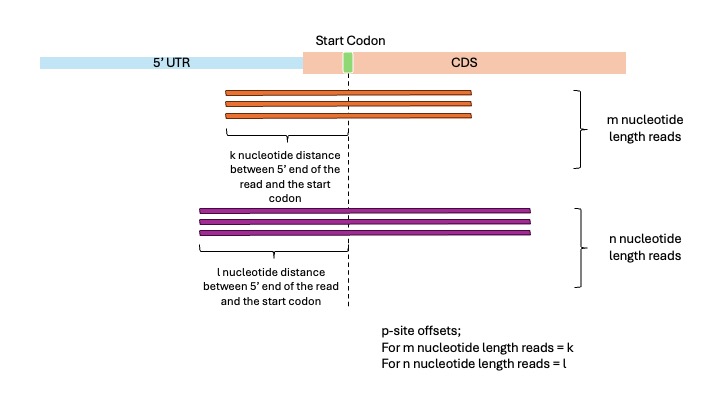 Start Codon
5’ UTR
CDS
m nucleotide
length reads
k nucleotide distance
between 5’ end of the
read and the start
codon
n nucleotide
length reads
l nucleotide distance
between 5’ end of the read
and the start codon
p-site offsets;
For m nucleotide length reads = k
For n nucleotide length reads = l